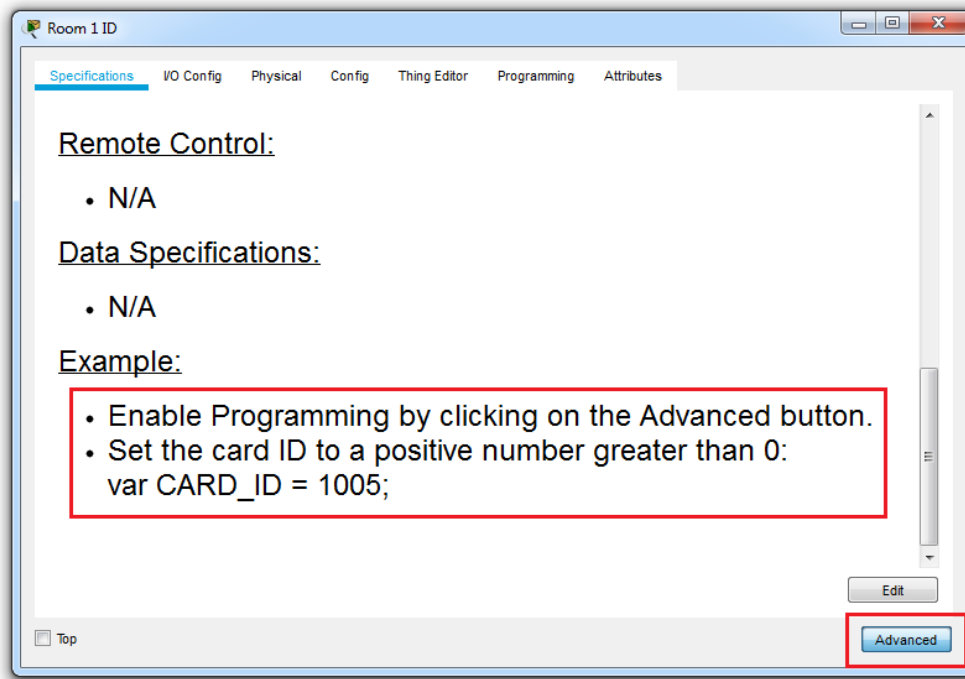 Room 1 ID
Specifications I/O Config Physical Config Thing Editor Programming Attributes
Remote Control:
• N/A
Data Specifications:
• N/A
Example:
• Enable Programming by clicking on the Advanced button.
• Set the card ID to a positive number greater than 0:
var CARD_ID = 1005;
Edit
Top
Advanced